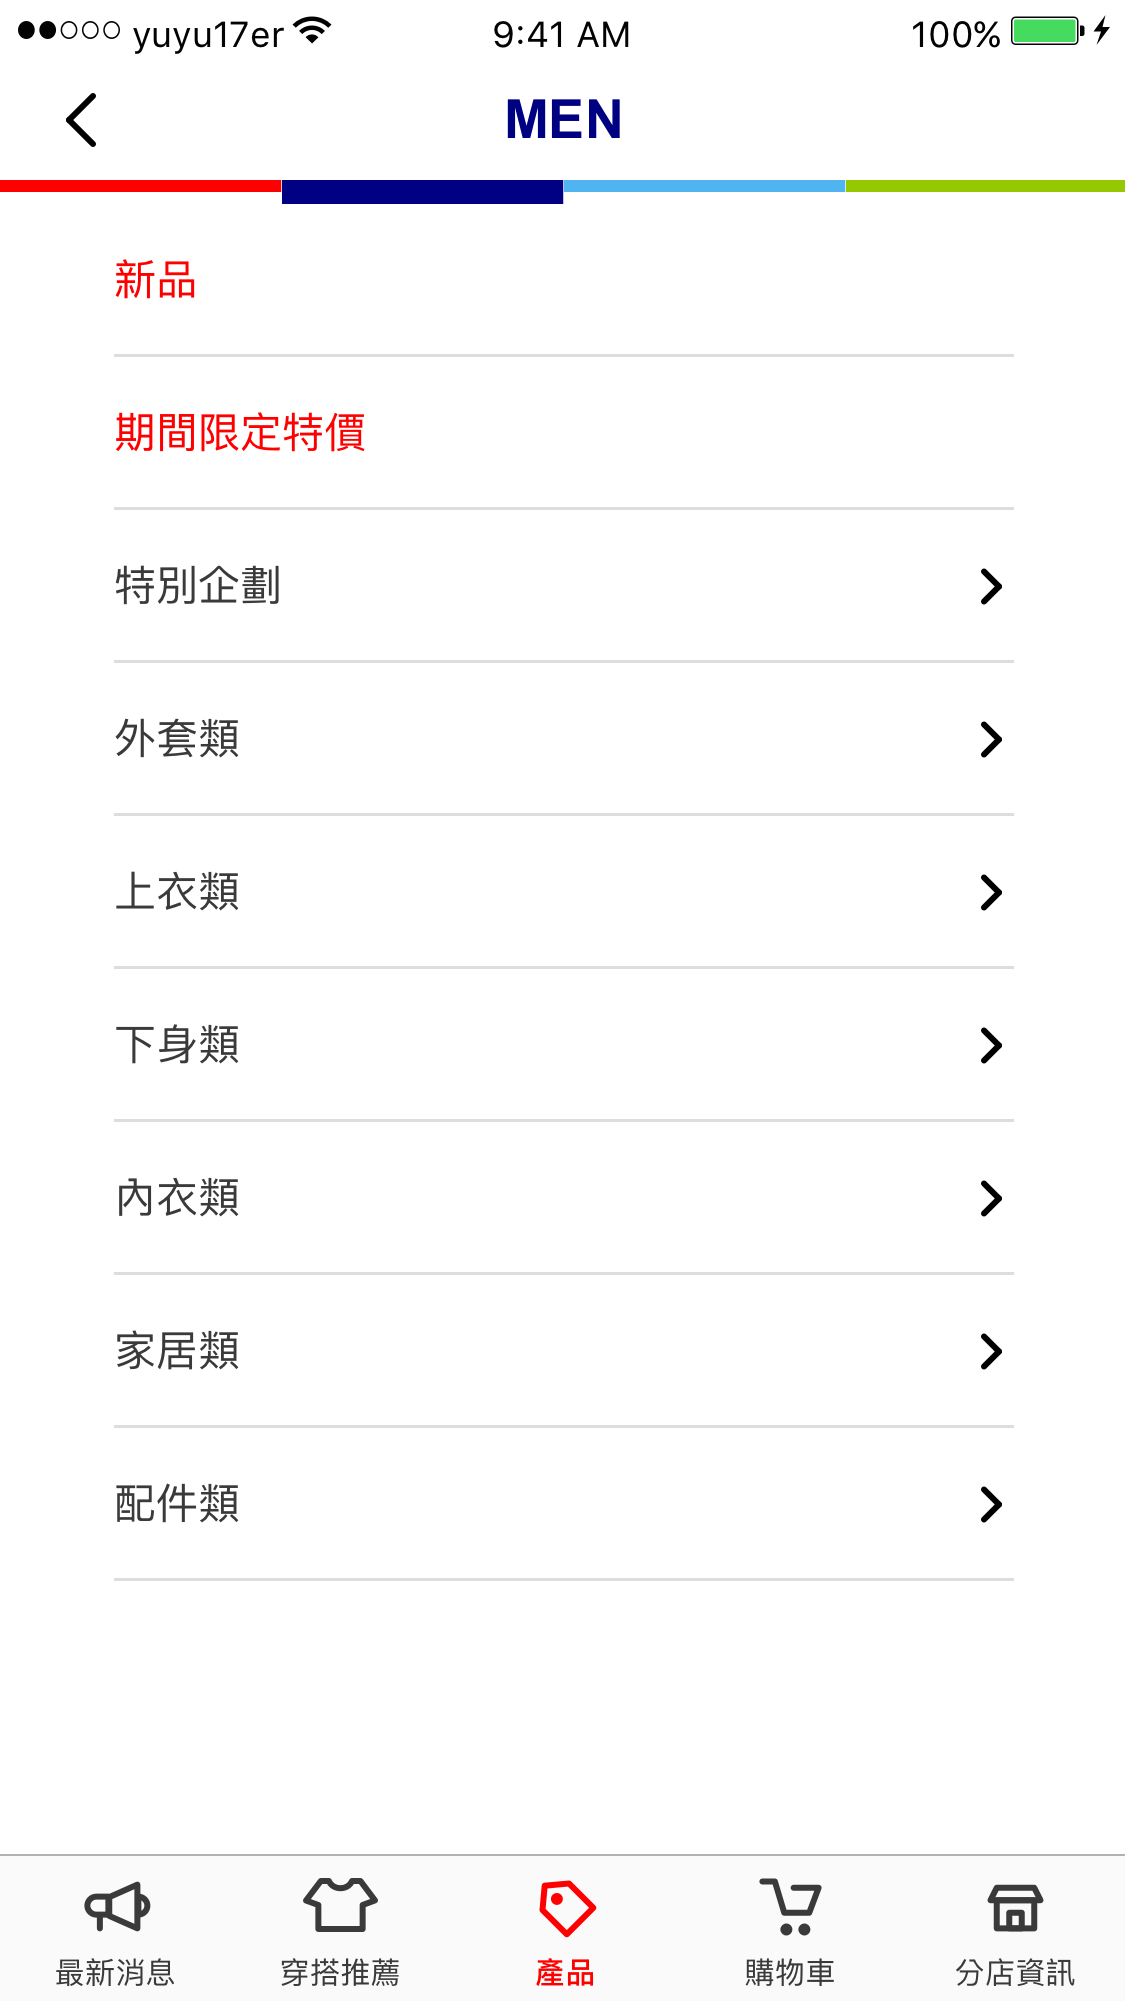 yuyu17er 9:41 AM 100%
MEN
新品
期間限定特價
特別企劃
外套類
上衣類
下身類
內衣類
家居類
配件類
最新消息 穿搭推薦 產品 購物車 分店資訊